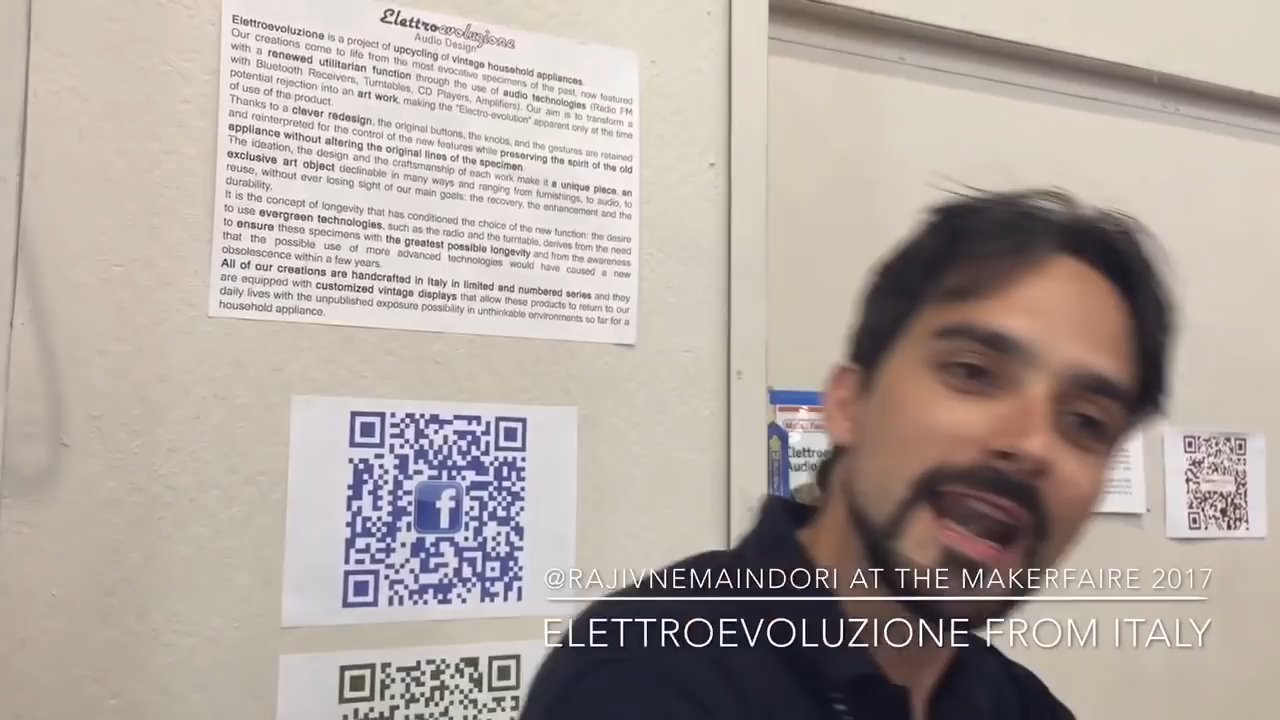 Elettroevoluzione
Audio Design
Elettroevoluzione is a project of upcycling of vintage household appliances.
Our creations come to life from the most evocative specimens of the past, now featured
with a renewed utilitarian function through the use of audio technologies (Radio FM
with Bluetooth Receivers, Turntables, CD Players, Amplifiers). Our aim is to transform a
potential rejection into an art work, making the "Electro-evolution" apparent only at the time
of use of the product.
Thanks to a clever redesign, the original buttons, the knobs, and the gestures are retained
and reinterpreted for the control of the new features while preserving the spirit of the old
appliance without altering the original lines of the specimen.
The ideation, the design and the craftsmanship of each work make it a unique piece, an
exclusive art object declinable in many ways and ranging from furnishings, to audio, to
reuse, without ever losing sight of our main goals; the recovery, the enhancement and the
durability.
It is the concept of longevity that has conditioned the choice of the new function: the desire
to use evergreen technologies, such as the radio and the turntable, derives from the need
to ensure these specimens with the greatest possible longevity and from the awareness
that the possible use of more advanced technologies would have caused a new
obsolescence within a few years.
All of our creations are handcrafted in Italy in limited and numbered series and they
are equipped with customized vintage displays that allow these products to return to our
daily lives with the unpublished exposure possibility in unthinkable environments so far for a
household appliance.
f
Elettroe
Audio
@RAJIVNEMAINDORI AT THE MAKERFAIRE 2017
ELETTROEVOLUZIONE FROM ITALY